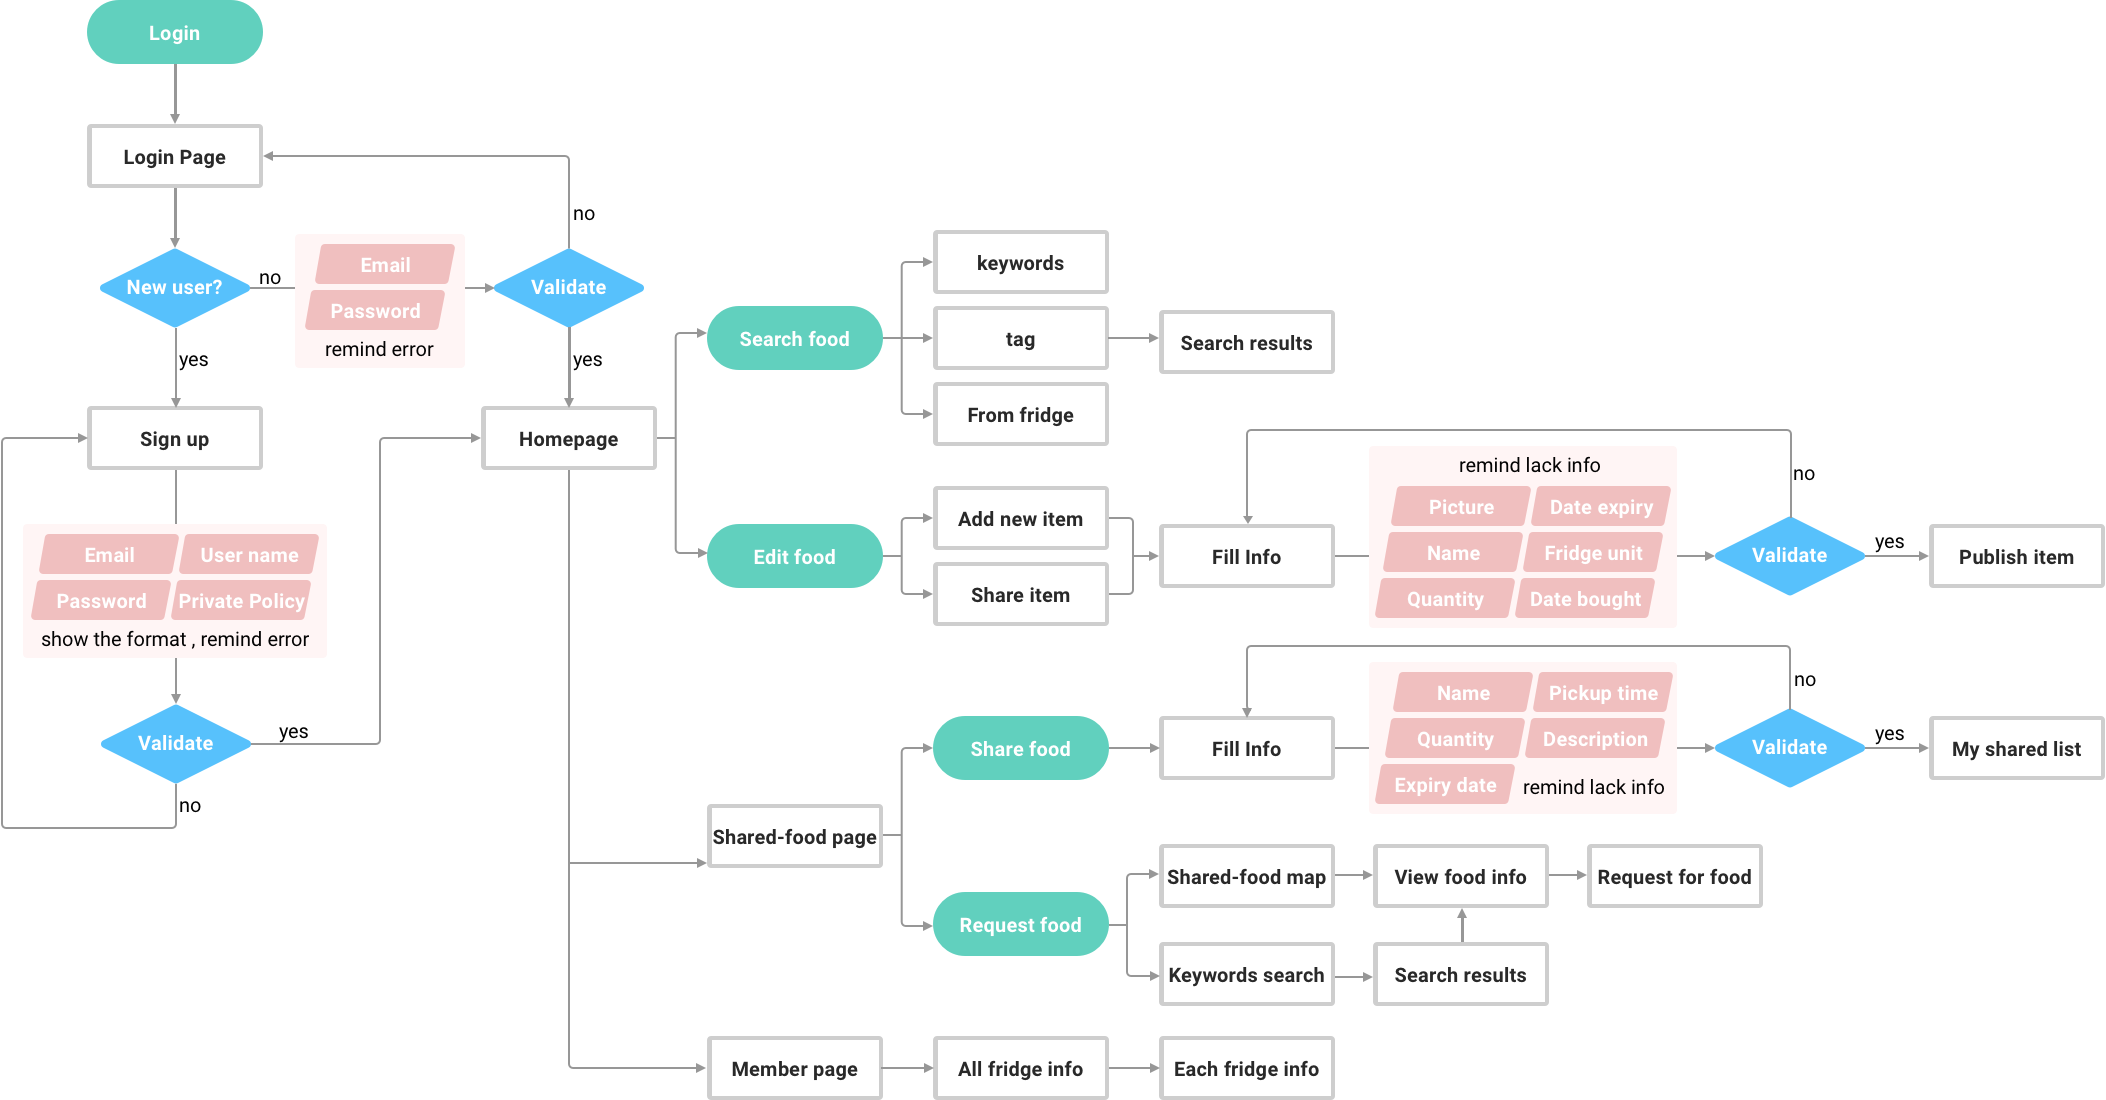 Login
Login Page
no
New user?
no
Email
Password
remind error
Validate
yes
yes
Sign up
Email
User name
Password
Private Policy
show the format , remind error
Validate
yes
no
Homepage
Search food
keywords
tag
From fridge
Search results
Edit food
Add new item
Share item
Fill Info
remind lack info
Picture
Date expiry
Name
Fridge unit
Quantity
Date bought
no
Validate
yes
Publish item
Shared-food page
Share food
Fill Info
Name
Pickup time
Quantity
Description
Expiry date
remind lack info
no
Validate
yes
My shared list
Request food
Shared-food map
View food info
Request for food
Keywords search
Search results
Member page
All fridge info
Each fridge info